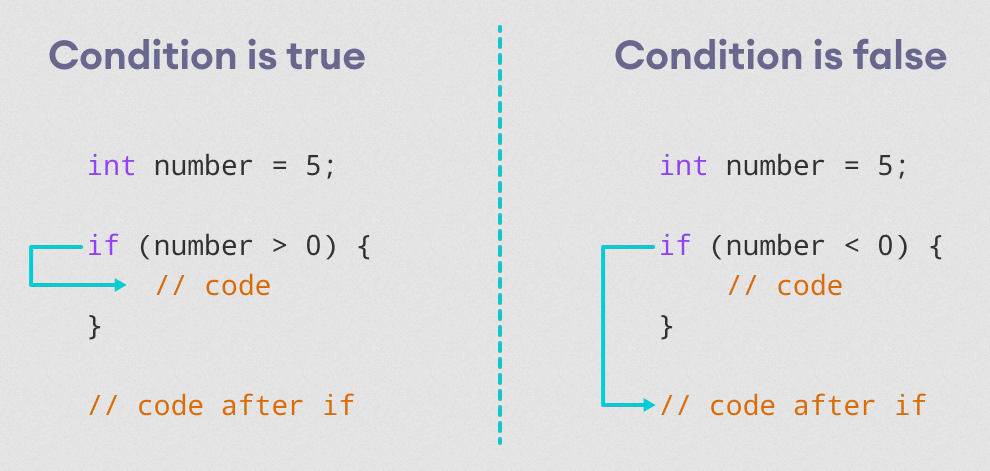 Condition is true
int number = 5;
if (number > 0) {
// code
}
// code after if
Condition is false
int number = 5;
if (number < 0) {
// code
}
// code after if